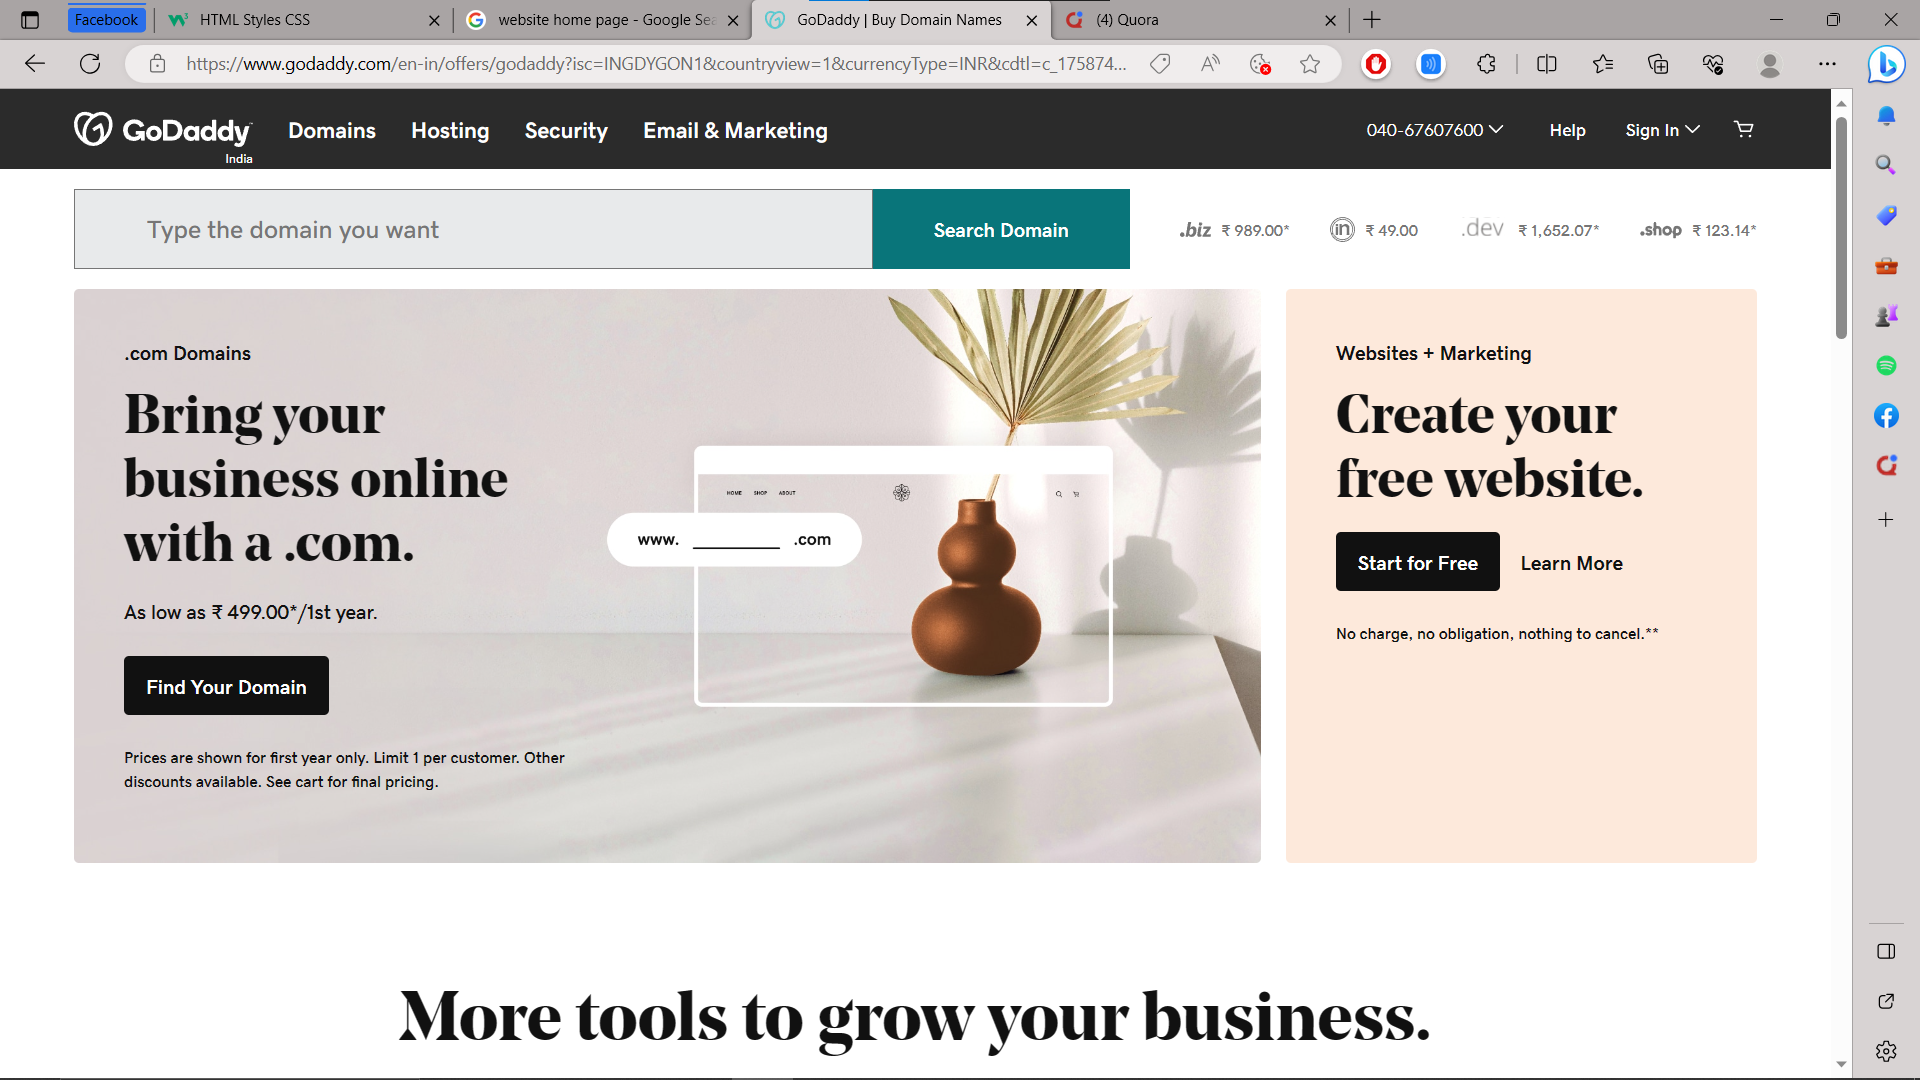 Facebook
HTML Styles CSS
website home page - Google Sea
GoDaddy | Buy Domain Names
(4) Quora
https://www.godaddy.com/en-in/offers/godaddy?isc=INGDYGON1&countryview=1&currencyType=INR&cdtl=c_175874...
GoDaddy
India
Domains
Hosting
Security
Email & Marketing
040-67607600
Help
Sign In
Type the domain you want
Search Domain
.biz ₹ 989.00*
in ₹ 49.00
.dev ₹ 1,652.07*
.shop ₹ 123.14*
.com Domains
Bring your
business online
with a .com.
As low as ₹ 499.00*/1st year.
Find Your Domain
Prices are shown for first year only. Limit 1 per customer. Other
discounts available. See cart for final pricing.
HOME SHOP ABOUT
www. ________ .com
Websites + Marketing
Create your
free website.
Start for Free
Learn More
No charge, no obligation, nothing to cancel.**
More tools to grow your business.